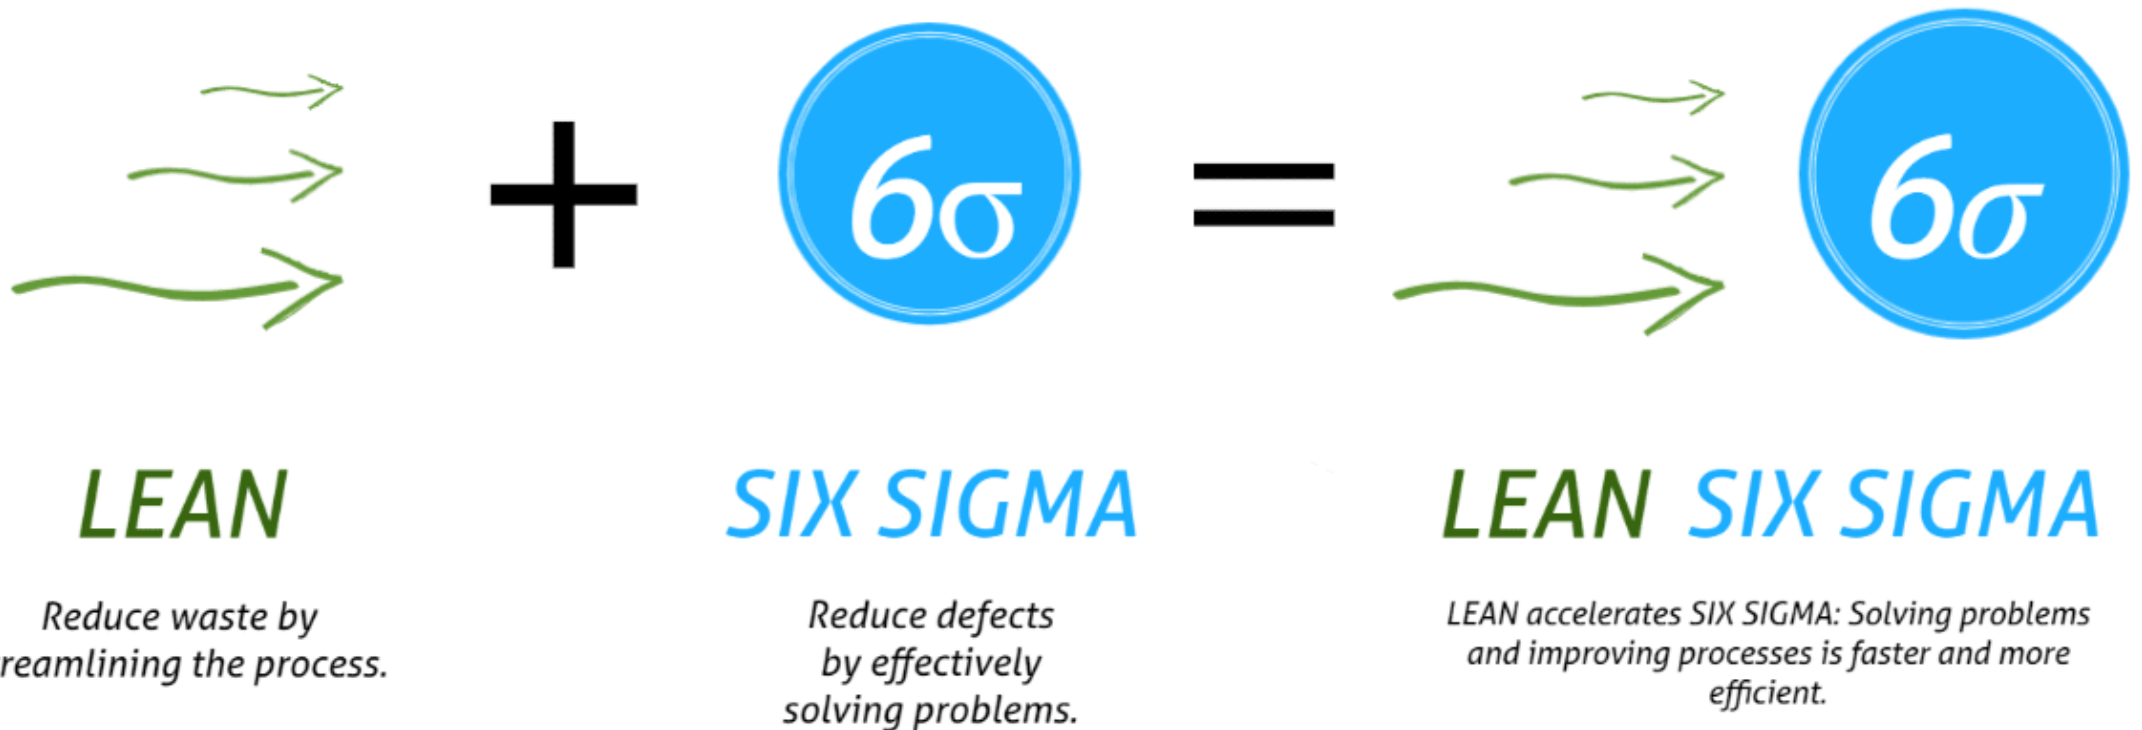 +
6σ
=
6σ
LEAN
SIX SIGMA
LEAN SIX SIGMA
Reduce waste by
reamlining the process.
Reduce defects
by effectively
solving problems.
LEAN accelerates SIX SIGMA: Solving problems
and improving processes is faster and more
efficient.